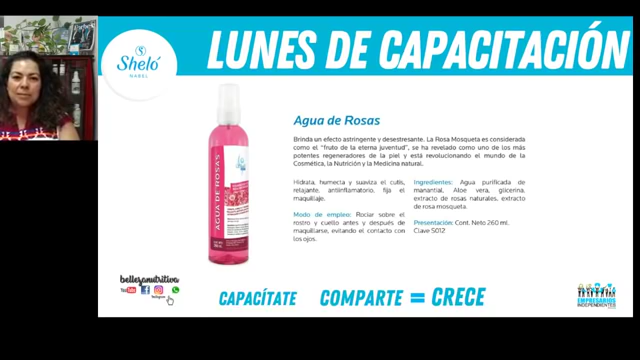 LUNES DE CAPACITACIÓN
S
Sheló
NABEL
Agua de Rosas
Brinda un efecto astringente y desestresante. La Rosa Mosqueta es considerada
como el "fruto de la eterna juventud", se ha revelado como uno de los más
potentes regeneradores de la piel y está revolucionando el mundo de la
Cosmética, la Nutrición y la Medicina natural.
Hidrata, humecta y suaviza el cutis,
relajante, antiinflamatorio, fija el
maquillaje.
Modo de empleo: Rociar sobre el
rostro y cuello antes y después de
maquillarse, evitando el contacto con
los ojos.
Ingredientes: Agua purificada de
manantial, Aloe vera, glicerina,
extracto de rosas naturales, extracto
de rosa mosqueta.
Presentación: Cont. Neto 260 ml.
Clave S012
AGUA DE ROSAS
bellezanutritiva
YouTube
Instagram
CAPACÍTATE COMPARTE = CRECE
EMPRESARIOS
INDEPENDIENTES